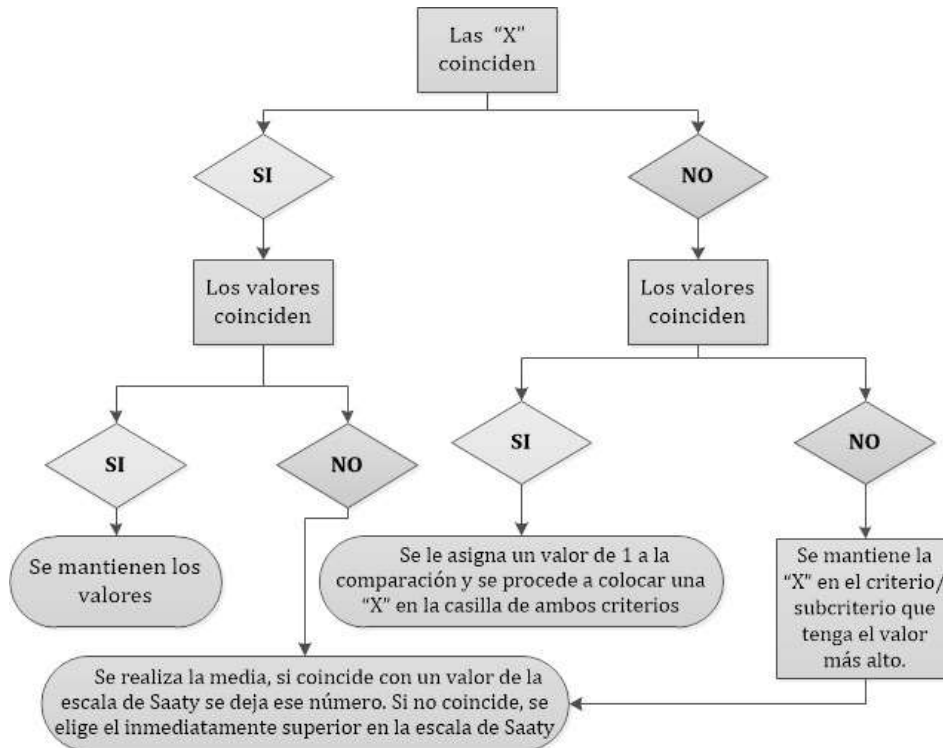 Las “X”
coinciden
SI
NO
Los valores
coinciden
Los valores
coinciden
SI
NO
SI
NO
Se mantienen los
valores
Se le asigna un valor de 1 a la
comparación y se procede a colocar una
“X” en la casilla de ambos criterios
Se mantiene la
“X” en el criterio/
subcriterio que
tenga el valor
más alto.
Se realiza la media, si coincide con un valor de la
escala de Saaty se deja ese número. Si no coincide, se
elige el inmediatamente superior en la escala de Saaty